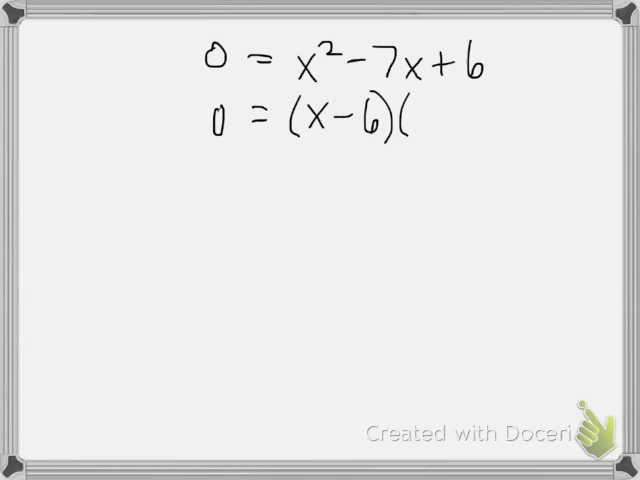 0 = x² - 7x + 6
0 = (x - 6)(
Created with Doceri